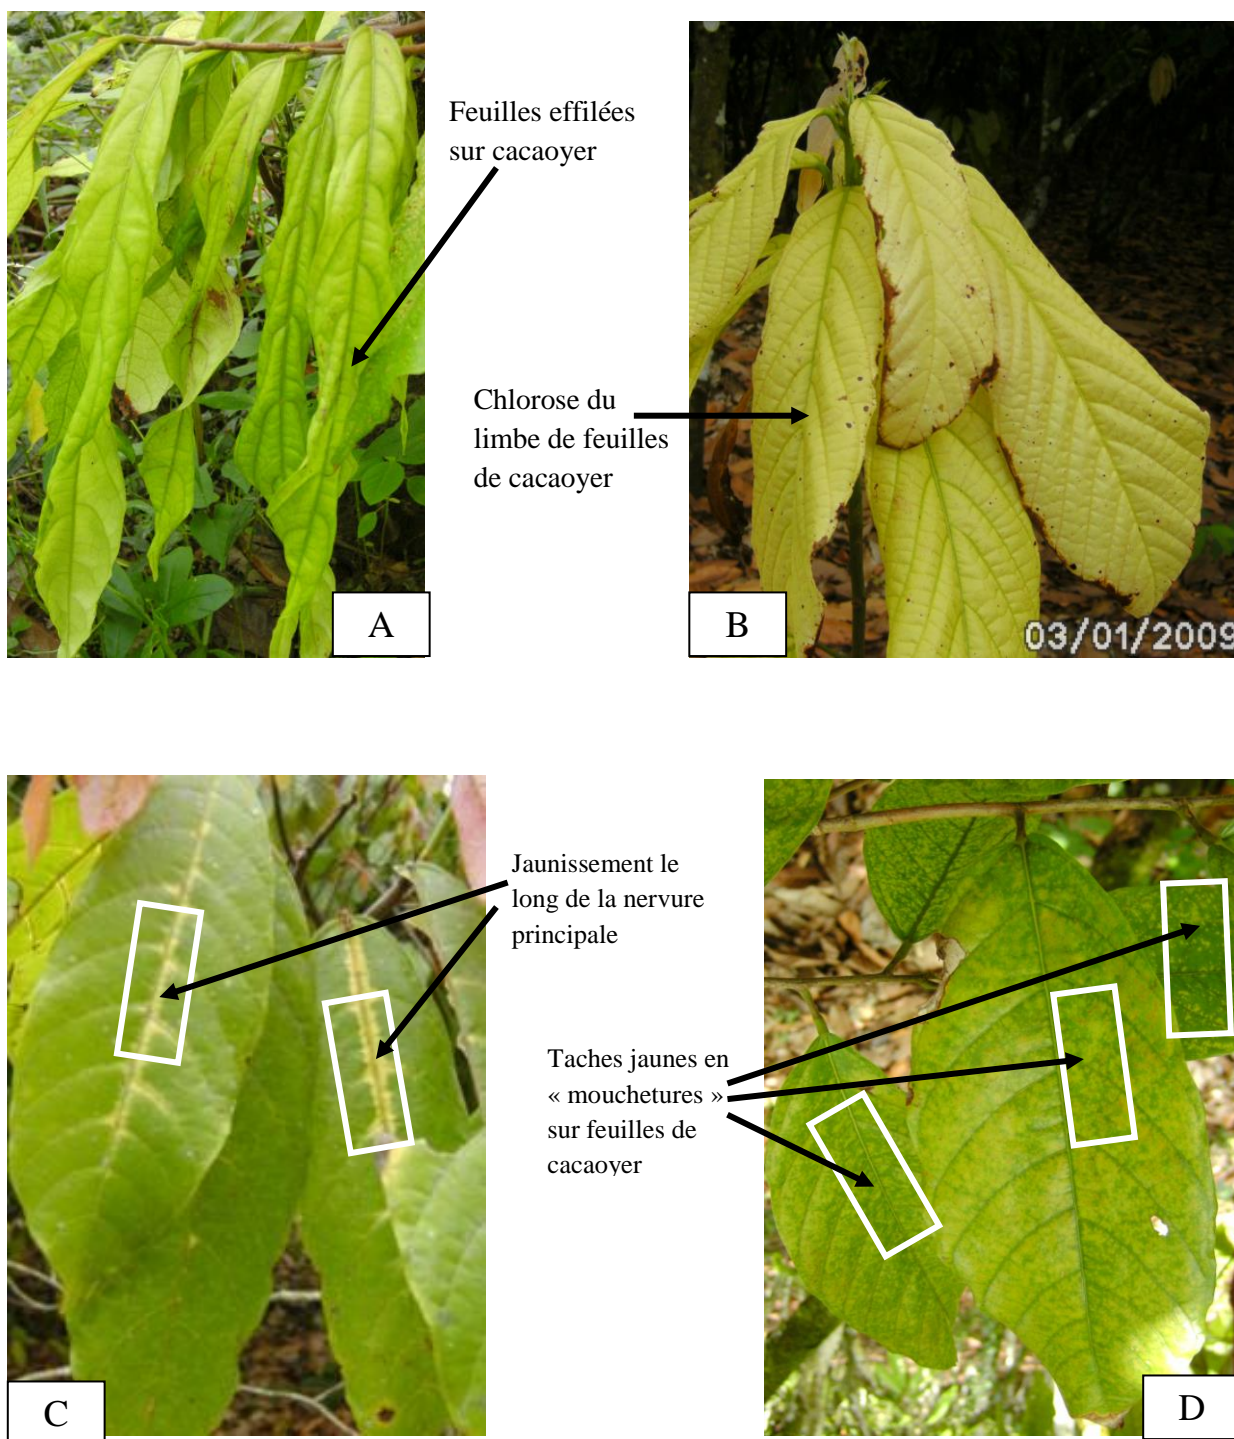 Feuilles effilées
sur cacaoyer
A
Chlorose du
limbe de feuilles
de cacaoyer
B
03/01/2009
Jaunissement le
long de la nervure
principale
C
Taches jaunes en
« mouchetures »
sur feuilles de
cacaoyer
D